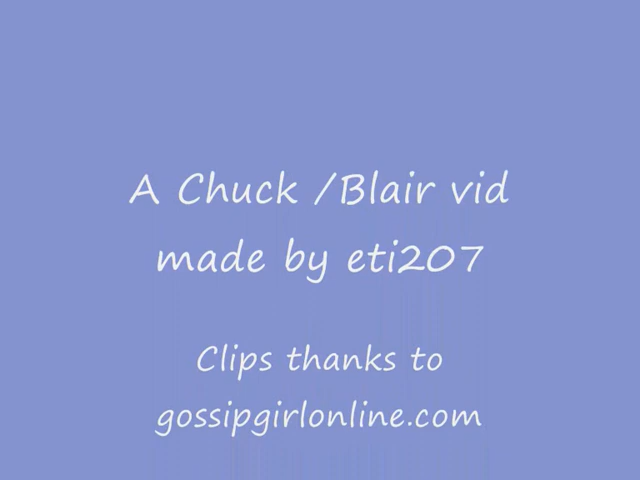 A Chuck /Blair vid
made by eti207
Clips thanks to
gossipgirlonline.com